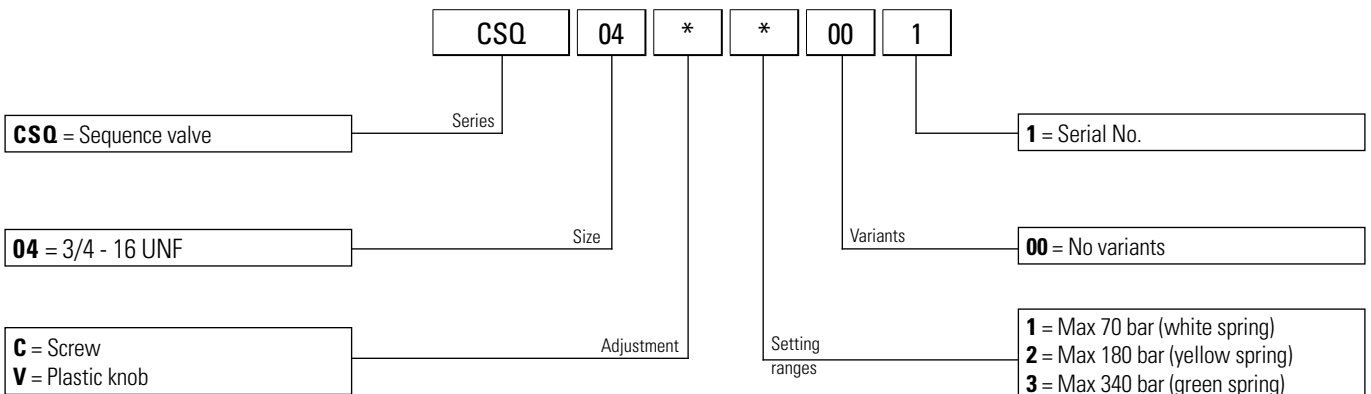 CSQ 04 * * 00 1
Series
CSQ = Sequence valve
1 = Serial No.
Size
Variants
04 = 3/4 - 16 UNF
00 = No variants
Adjustment
Setting
ranges
C = Screw
V = Plastic knob
1 = Max 70 bar (white spring)
2 = Max 180 bar (yellow spring)
3 = Max 340 bar (green spring)